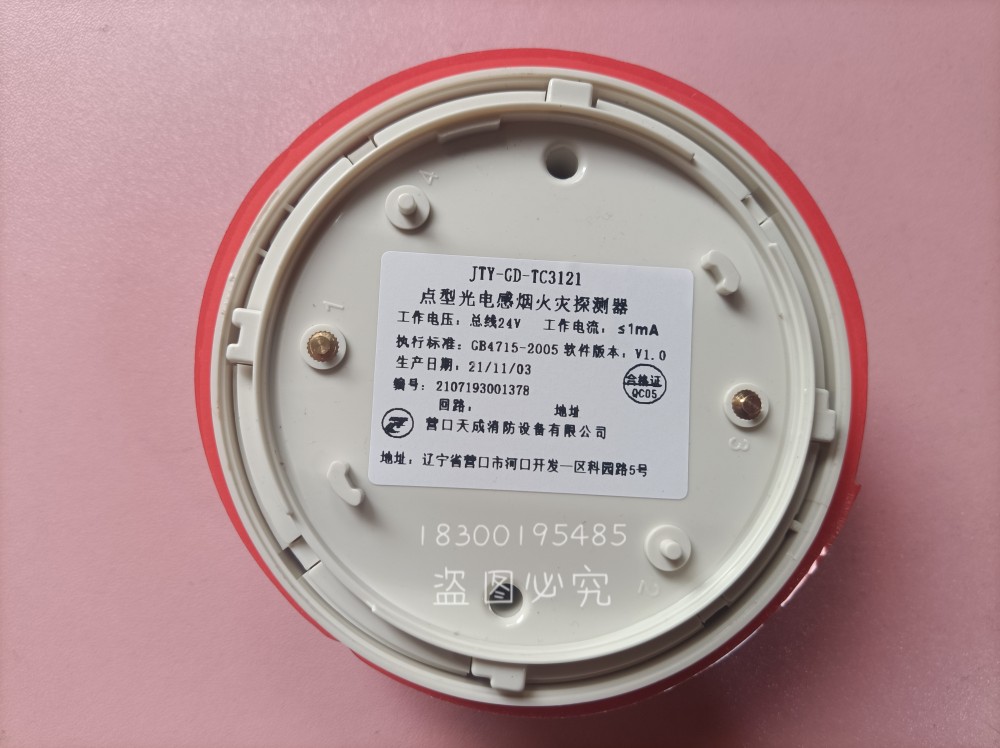 4
1
JTY-GD-TC3121
点型光电感烟火灾探测器
工作电压：总线24V 工作电流：≤1mA
执行标准：GB4715-2005 软件版本：V1.0
生产日期：21/11/03
合格证
QC05
编号：2107193001378
回路： 地址
营口天成消防设备有限公司
地址：辽宁省营口市河口开发一区科园路5号
3
18300195485
2
盗图必究